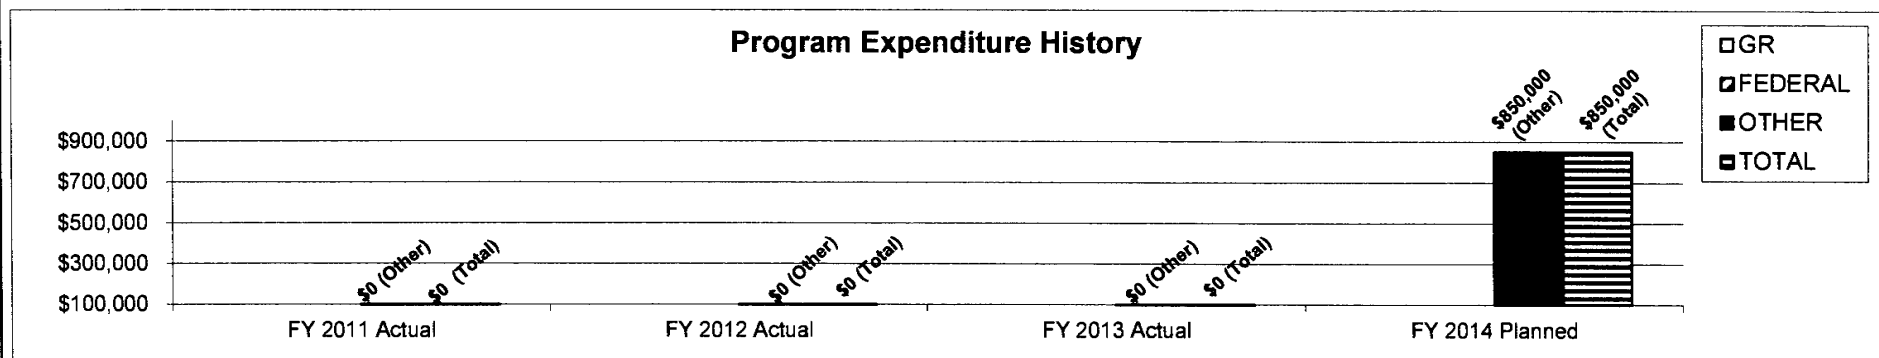 Program Expenditure History
GR
FEDERAL
OTHER
TOTAL
$900,000
$700,000
$500,000
$300,000
$100,000
$0 (Other)
$0 (Total)
$0 (Other)
$0 (Total)
$0 (Other)
$0 (Total)
$850,000
(Other)
$850,000
(Total)
FY 2011 Actual
FY 2012 Actual
FY 2013 Actual
FY 2014 Planned